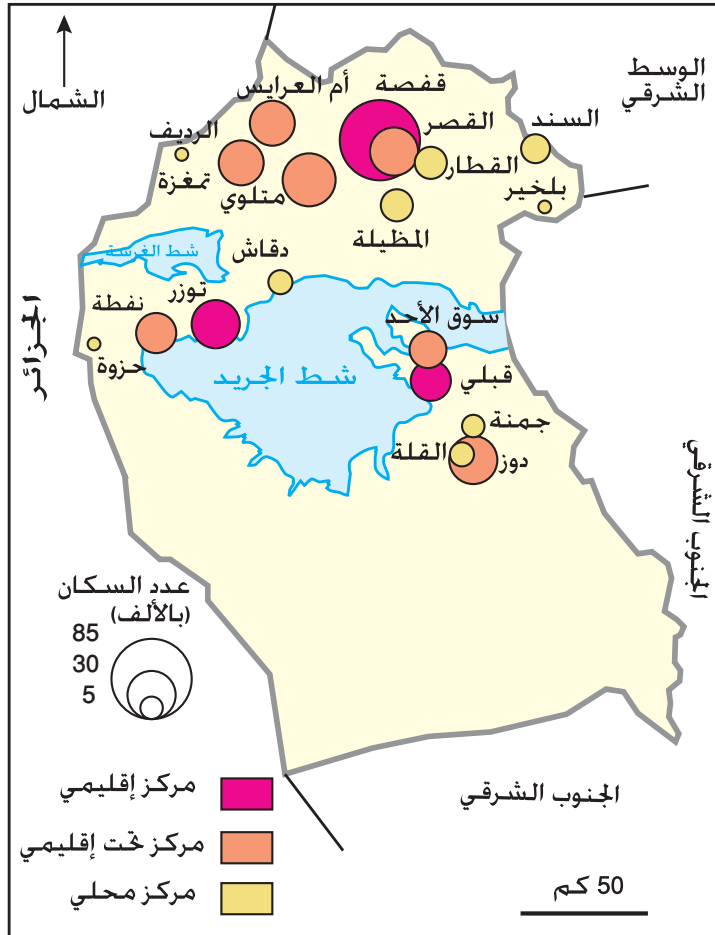 الشمال
الوسط
الشرقي
أم العرايس
قفصة
القصر
السند
الرديف
تمغزة
متلوي
القطار
بلخير
المظيلة
شط الغرسة
دقاش
توزر
نفطة
حزوة
الجزائر
سوق الأحد
شط الجريد
قبلي
جمنة
القلة
دوز
الجنوب الشرقي
عدد السكان
(بالألف)
85
30
5
الجنوب الشرقي
مركز إقليمي
مركز تحت إقليمي
مركز محلي
50 كم